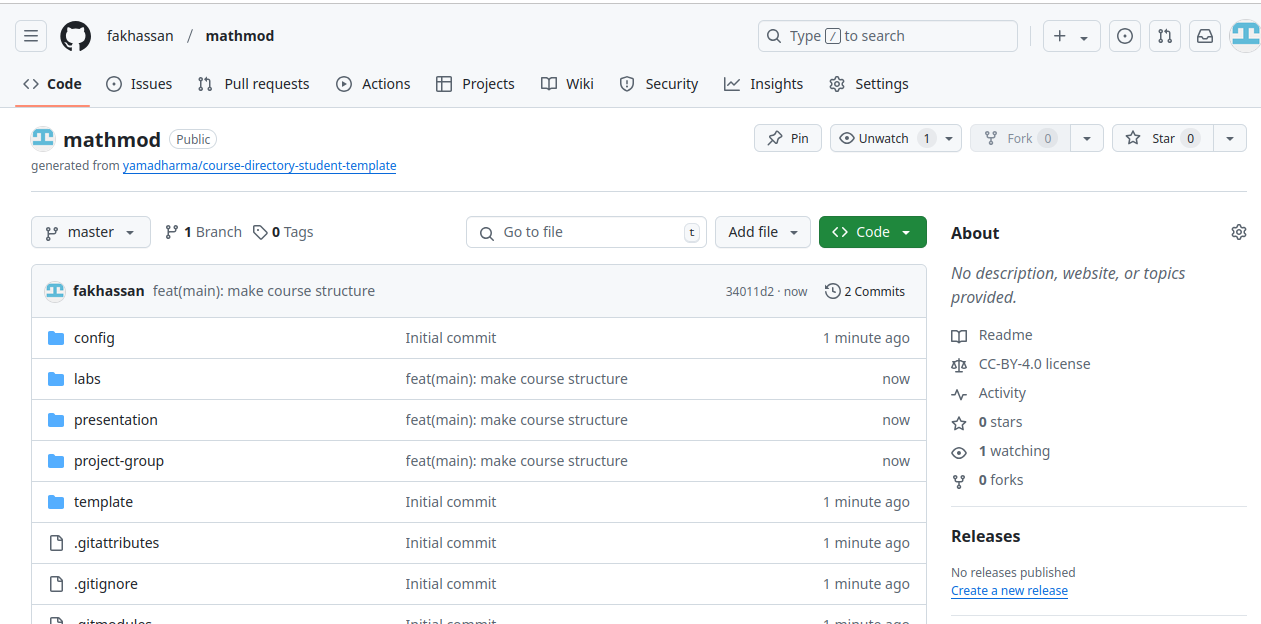 fakhassan / mathmod
Type / to search
Code Issues Pull requests Actions Projects Wiki Security Insights Settings
mathmod Public
Pin Unwatch 1 Fork 0 Star 0
generated from yamadharma/course-directory-student-template
master 1 Branch 0 Tags Go to file t Add file Code
fakhassan feat(main): make course structure 34011d2 · now 2 Commits
config Initial commit 1 minute ago
labs feat(main): make course structure now
presentation feat(main): make course structure now
project-group feat(main): make course structure now
template Initial commit 1 minute ago
.gitattributes Initial commit 1 minute ago
.gitignore Initial commit 1 minute ago
.gitmodules Initial commit 1 minute ago
About
No description, website, or topics
provided.
Readme
CC-BY-4.0 license
Activity
0 stars
1 watching
0 forks
Releases
No releases published
Create a new release